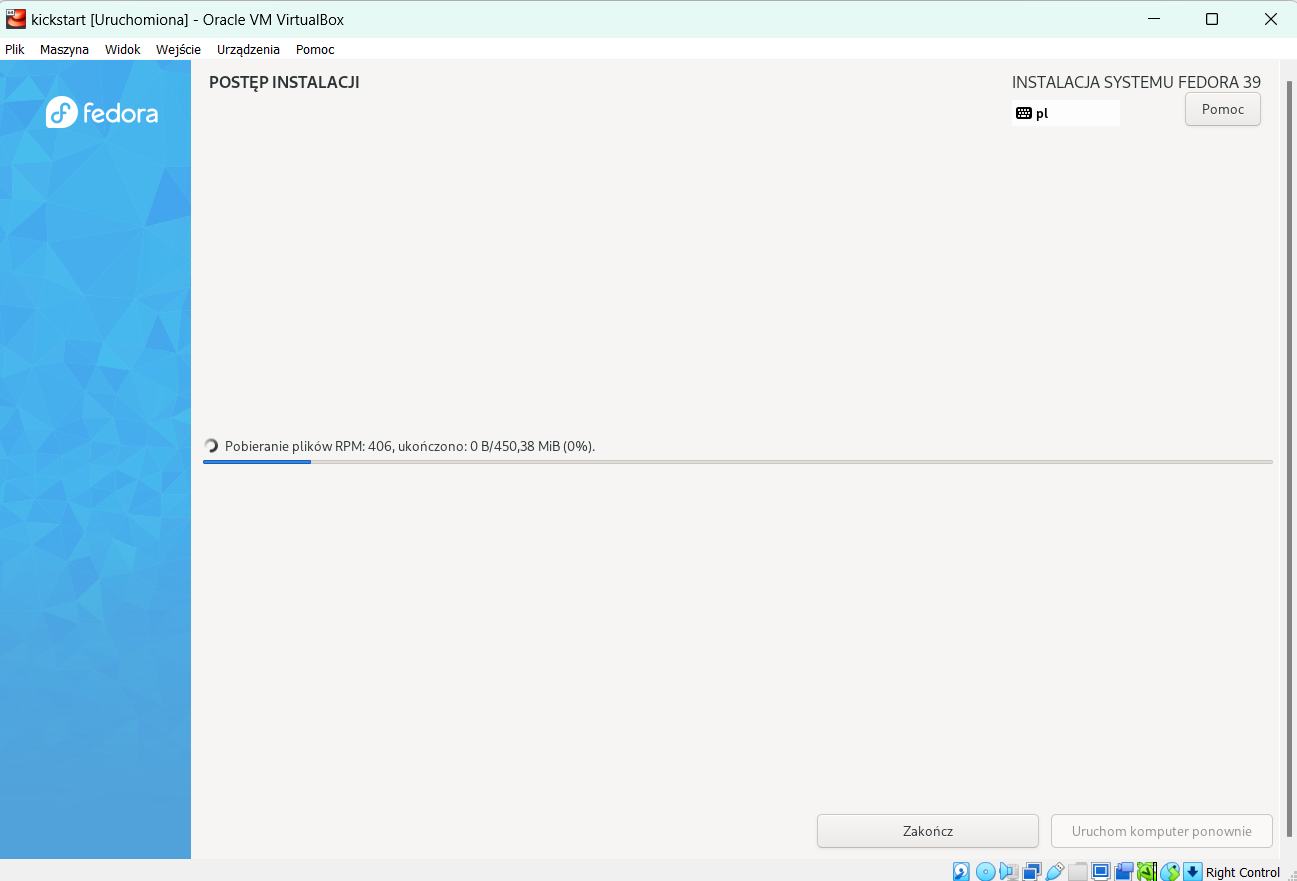 kickstart [Uruchomiona] - Oracle VM VirtualBox
Plik Maszyna Widok Wejście Urządzenia Pomoc
fedora
POSTĘP INSTALACJI
INSTALACJA SYSTEMU FEDORA 39
pl
Pomoc
Pobieranie plików RPM: 406, ukończono: 0 B/450,38 MiB (0%).
Zakończ
Uruchom komputer ponownie
Right Control